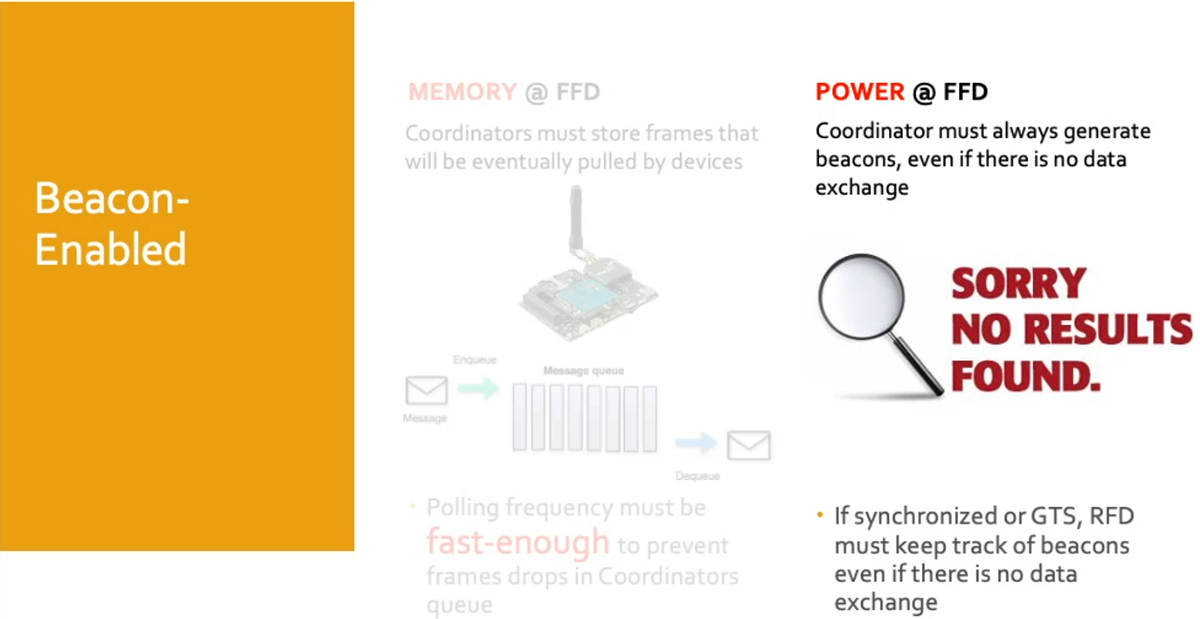 Beacon-
Enabled
MEMORY @ FFD
Coordinators must store frames that
will be eventually pulled by devices
Enqueue
Message queue
Message
Dequeue
• Polling frequency must be
fast-enough to prevent
frames drops in Coordinators
queue
POWER @ FFD
Coordinator must always generate
beacons, even if there is no data
exchange
SORRY
NO RESULTS
FOUND.
• If synchronized or GTS, RFD
must keep track of beacons
even if there is no data
exchange